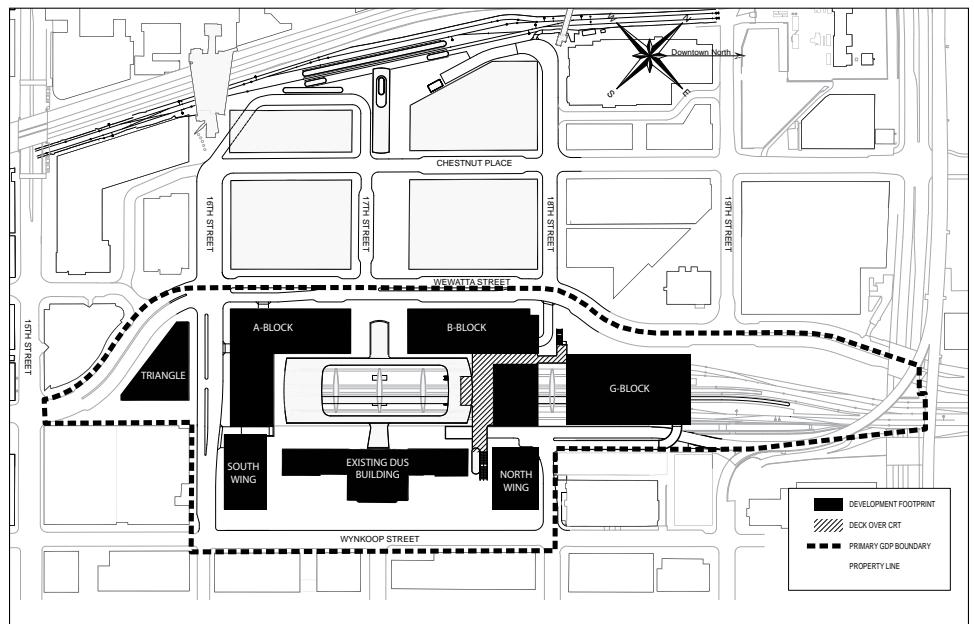 W
N
Downtown North
S
E
CHESTNUT PLACE
16TH STREET
17TH STREET
18TH STREET
19TH STREET
WEWATTA STREET
15TH STREET
A-BLOCK
B-BLOCK
TRIANGLE
G-BLOCK
SOUTH
WING
EXISTING DUS
BUILDING
NORTH
WING
WYNKOOP STREET
DEVELOPMENT FOOTPRINT
DECK OVER CRT
PRIMARY GDP BOUNDARY
PROPERTY LINE